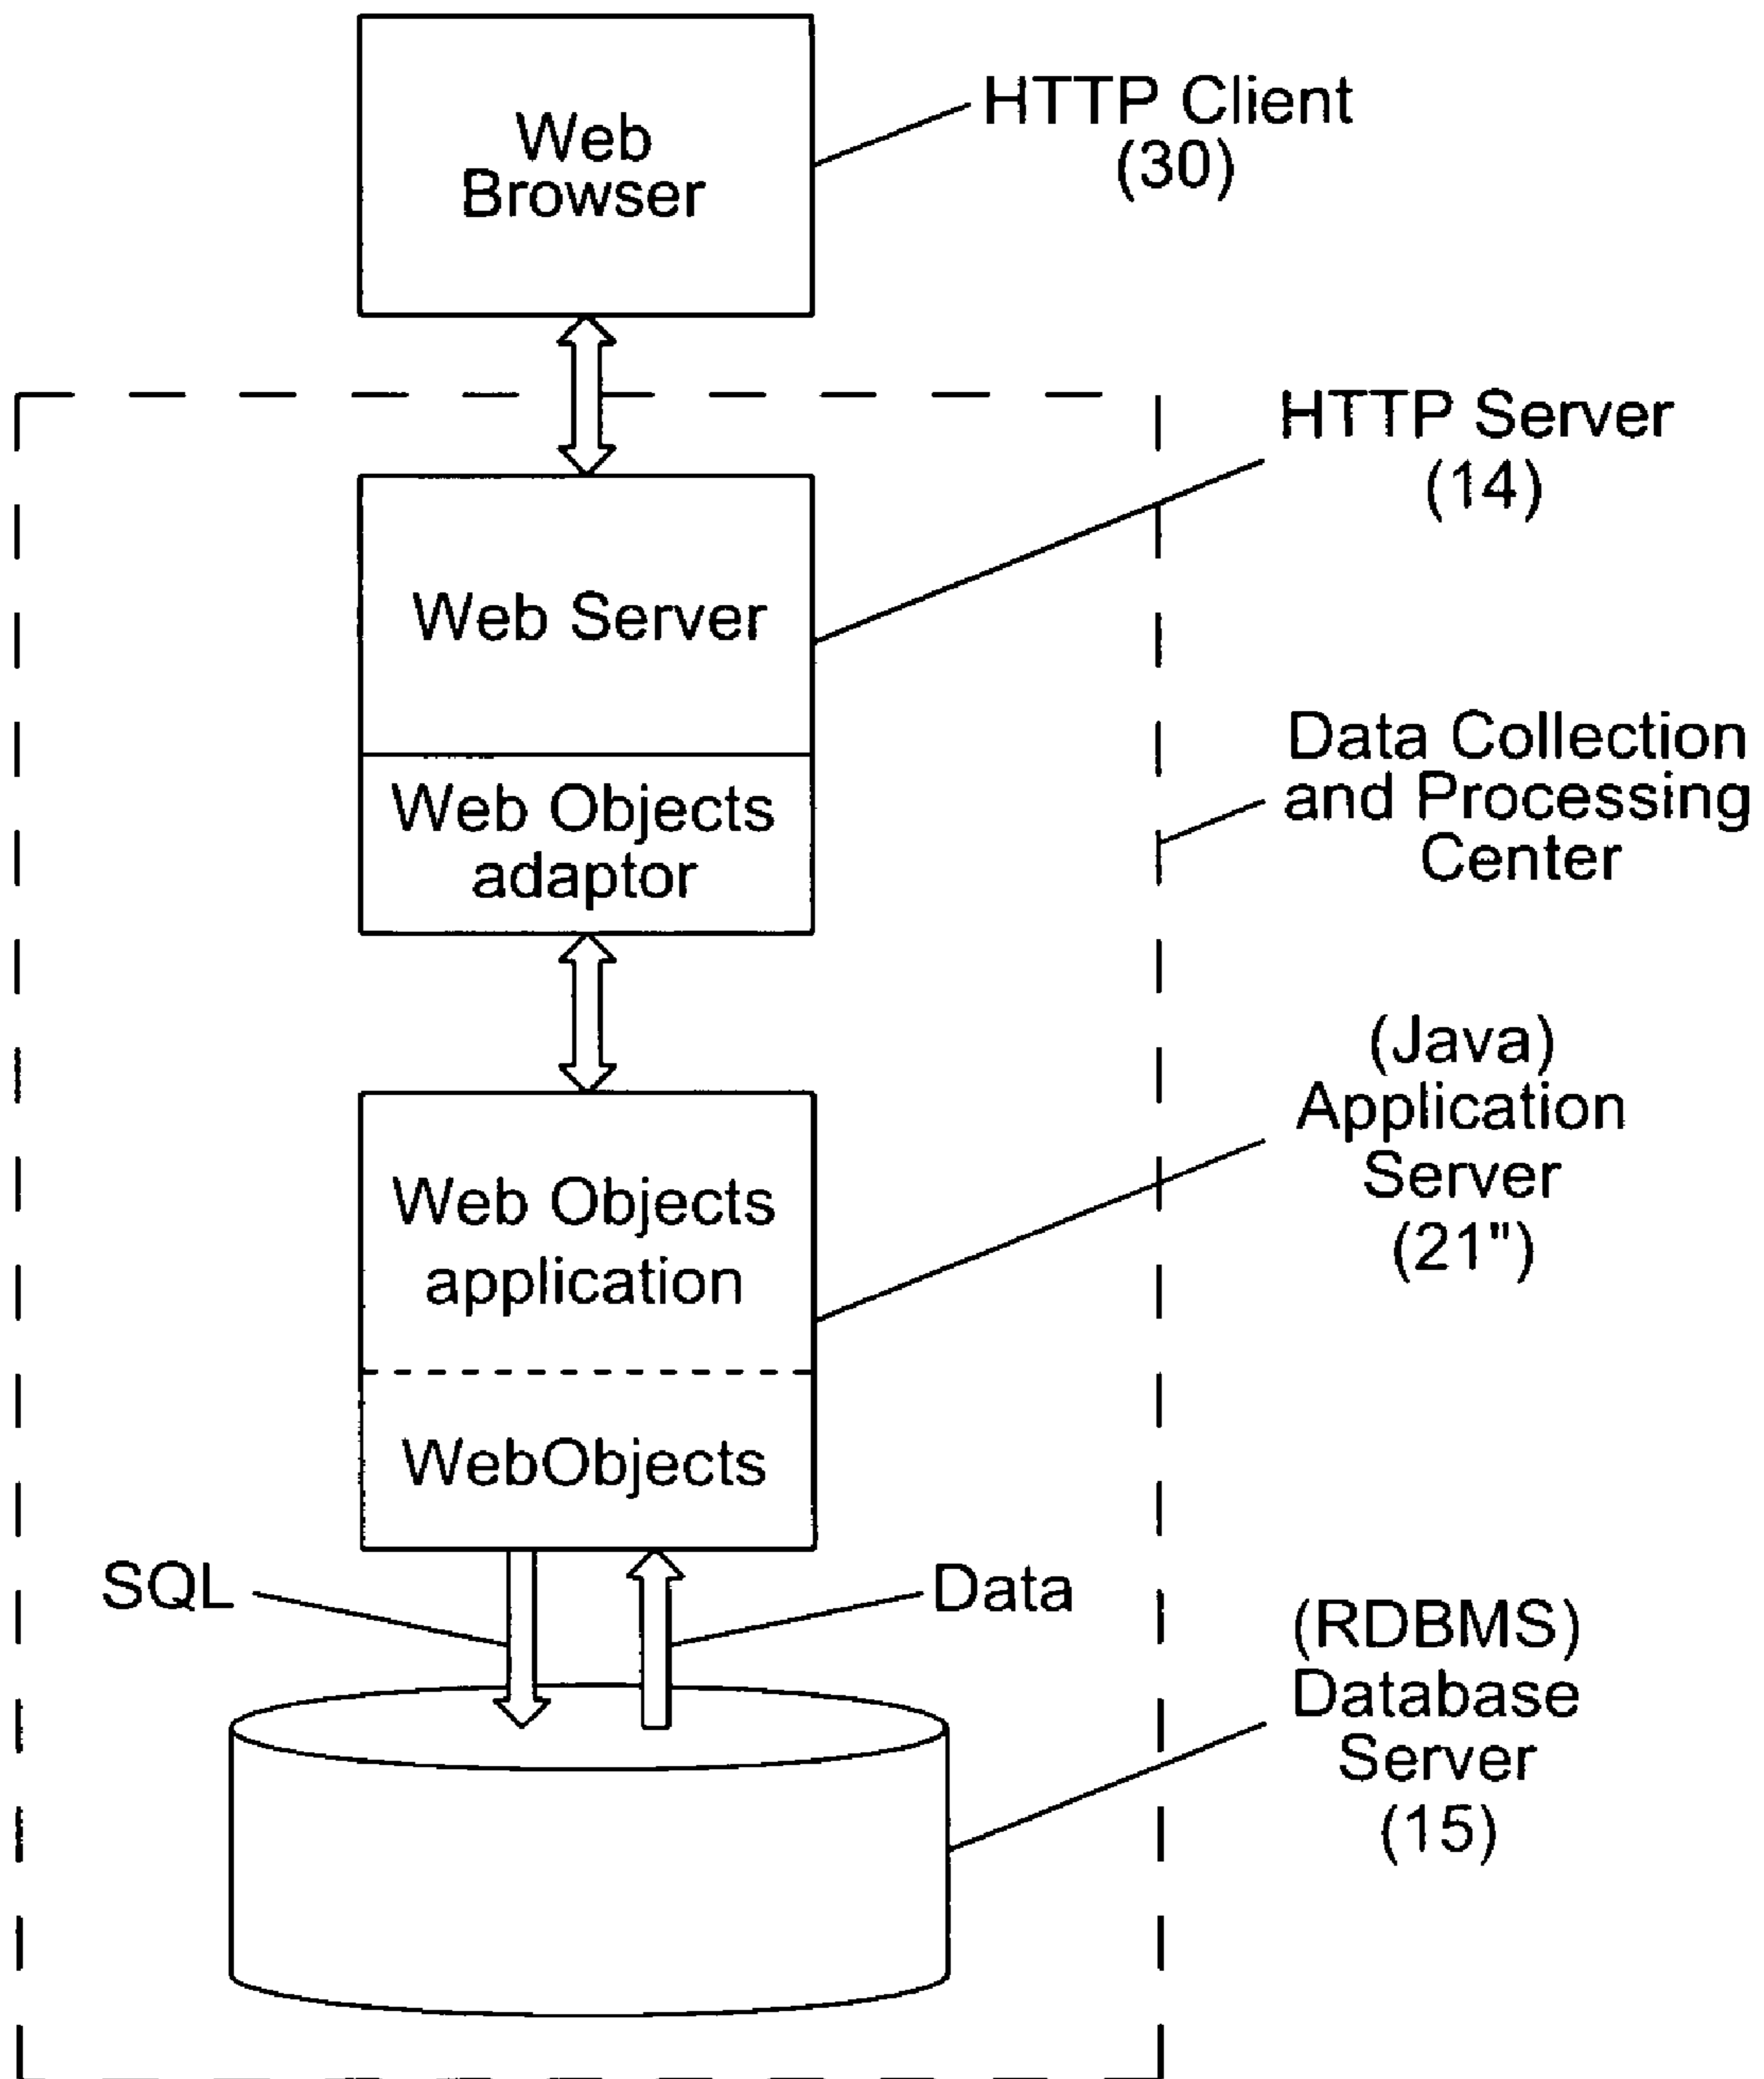 Web
Browser
HTTP Client
(30)
HTTP Server
(14)
Web Server
Web Objects
adaptor
Data Collection
and Processing
Center
(Java)
Application
Server
(21")
Web Objects
application
WebObjects
SQL
Data
(RDBMS)
Database
Server
(15)